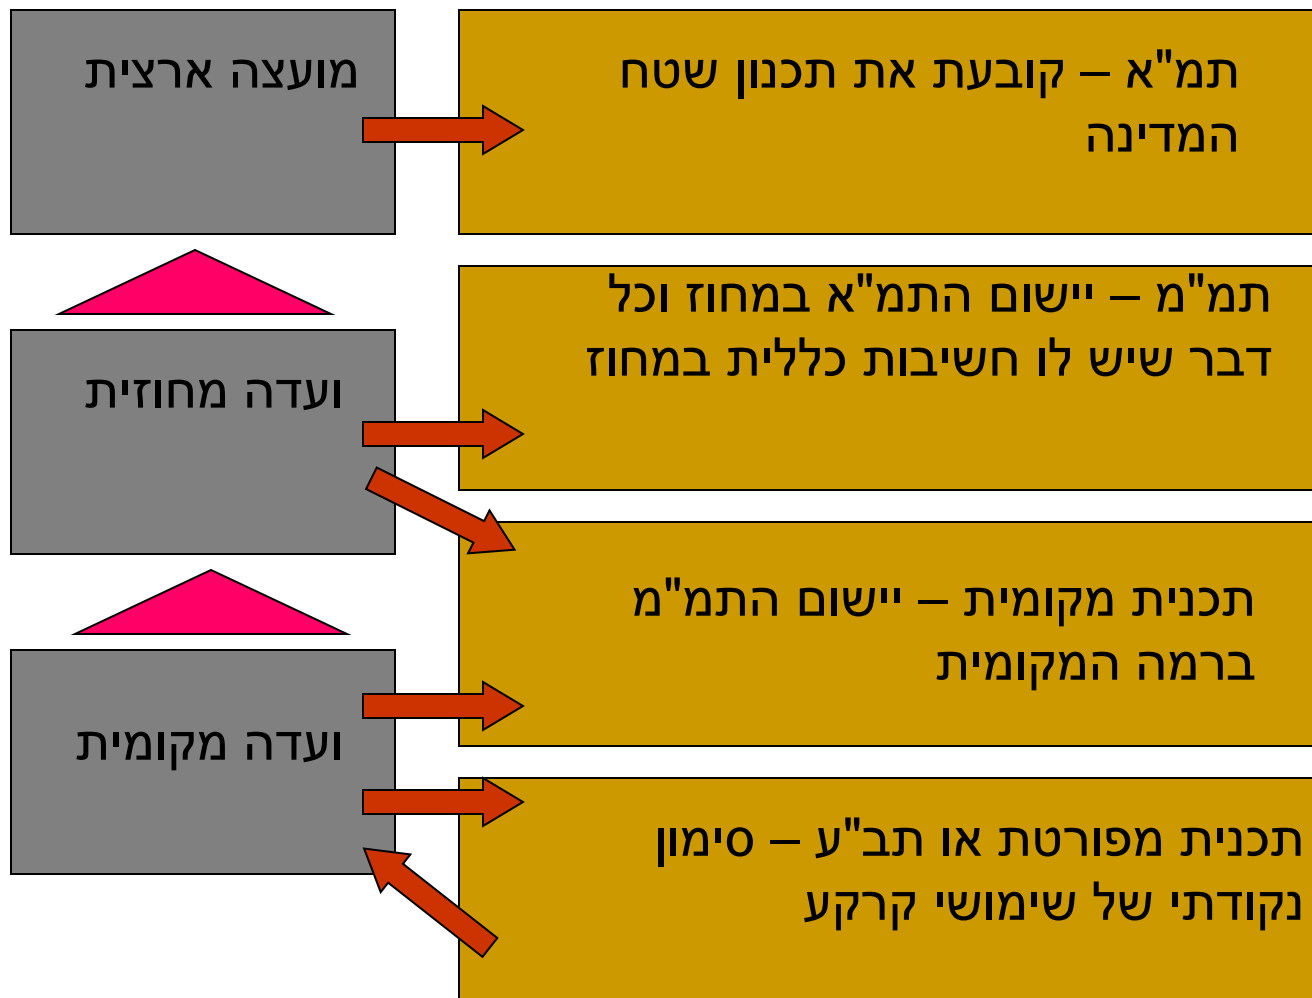 מועצה ארצית
תמ"א – קובעת את תכנון שטח
המדינה
ועדה מחוזית
תמ"מ – יישום התמ"א במחוז וכל
דבר שיש לו חשיבות כללית במחוז
תכנית מקומית – יישום התמ"מ
ברמה המקומית
ועדה מקומית
תכנית מפורטת או תב"ע – סימון
נקודתי של שימושי קרקע